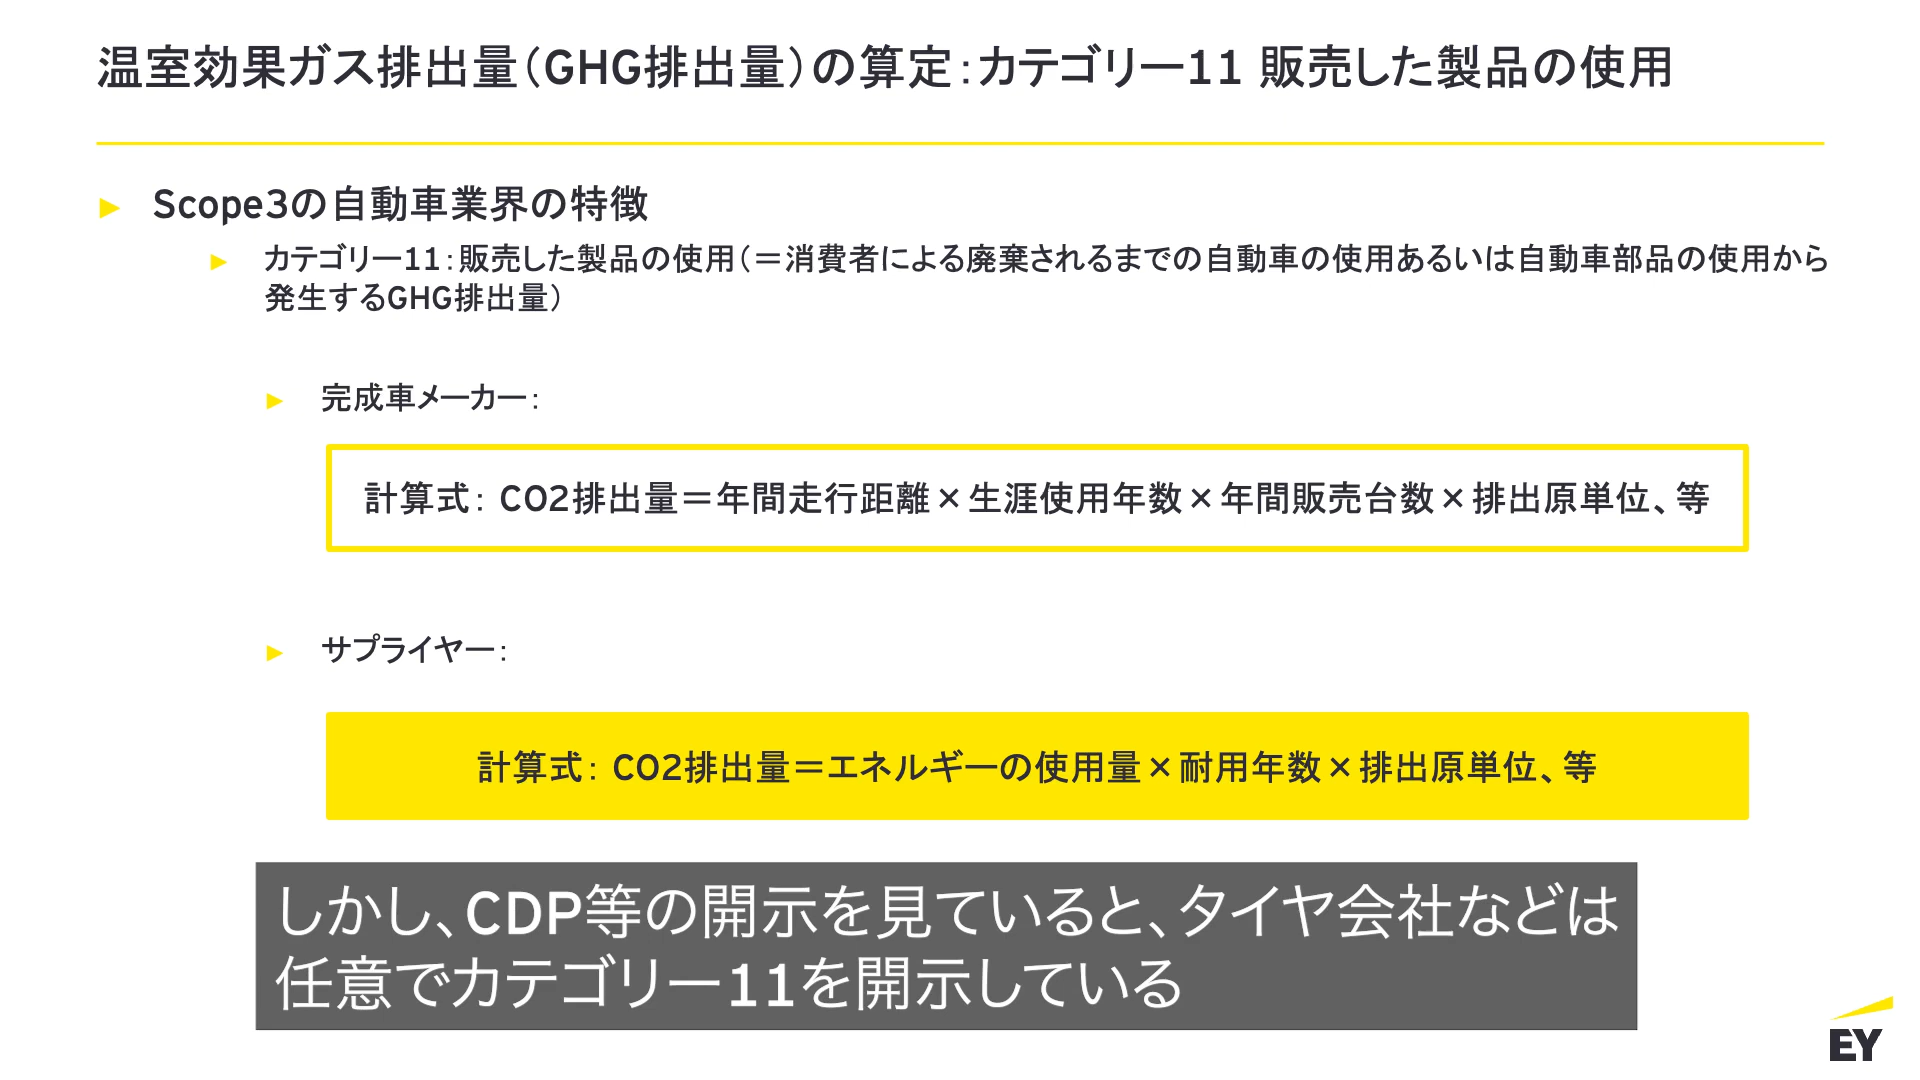 温室効果ガス排出量（GHG排出量）の算定：カテゴリー11 販売した製品の使用
► Scope3の自動車業界の特徴
► カテゴリー11：販売した製品の使用（＝消費者による廃棄されるまでの自動車の使用あるいは自動車部品の使用から
発生するGHG排出量）
► 完成車メーカー：
計算式： CO2排出量＝年間走行距離×生涯使用年数×年間販売台数×排出原単位、等
► サプライヤー：
計算式： CO2排出量＝エネルギーの使用量×耐用年数×排出原単位、等
しかし、CDP等の開示を見ていると、タイヤ会社などは
任意でカテゴリー11を開示している
EY